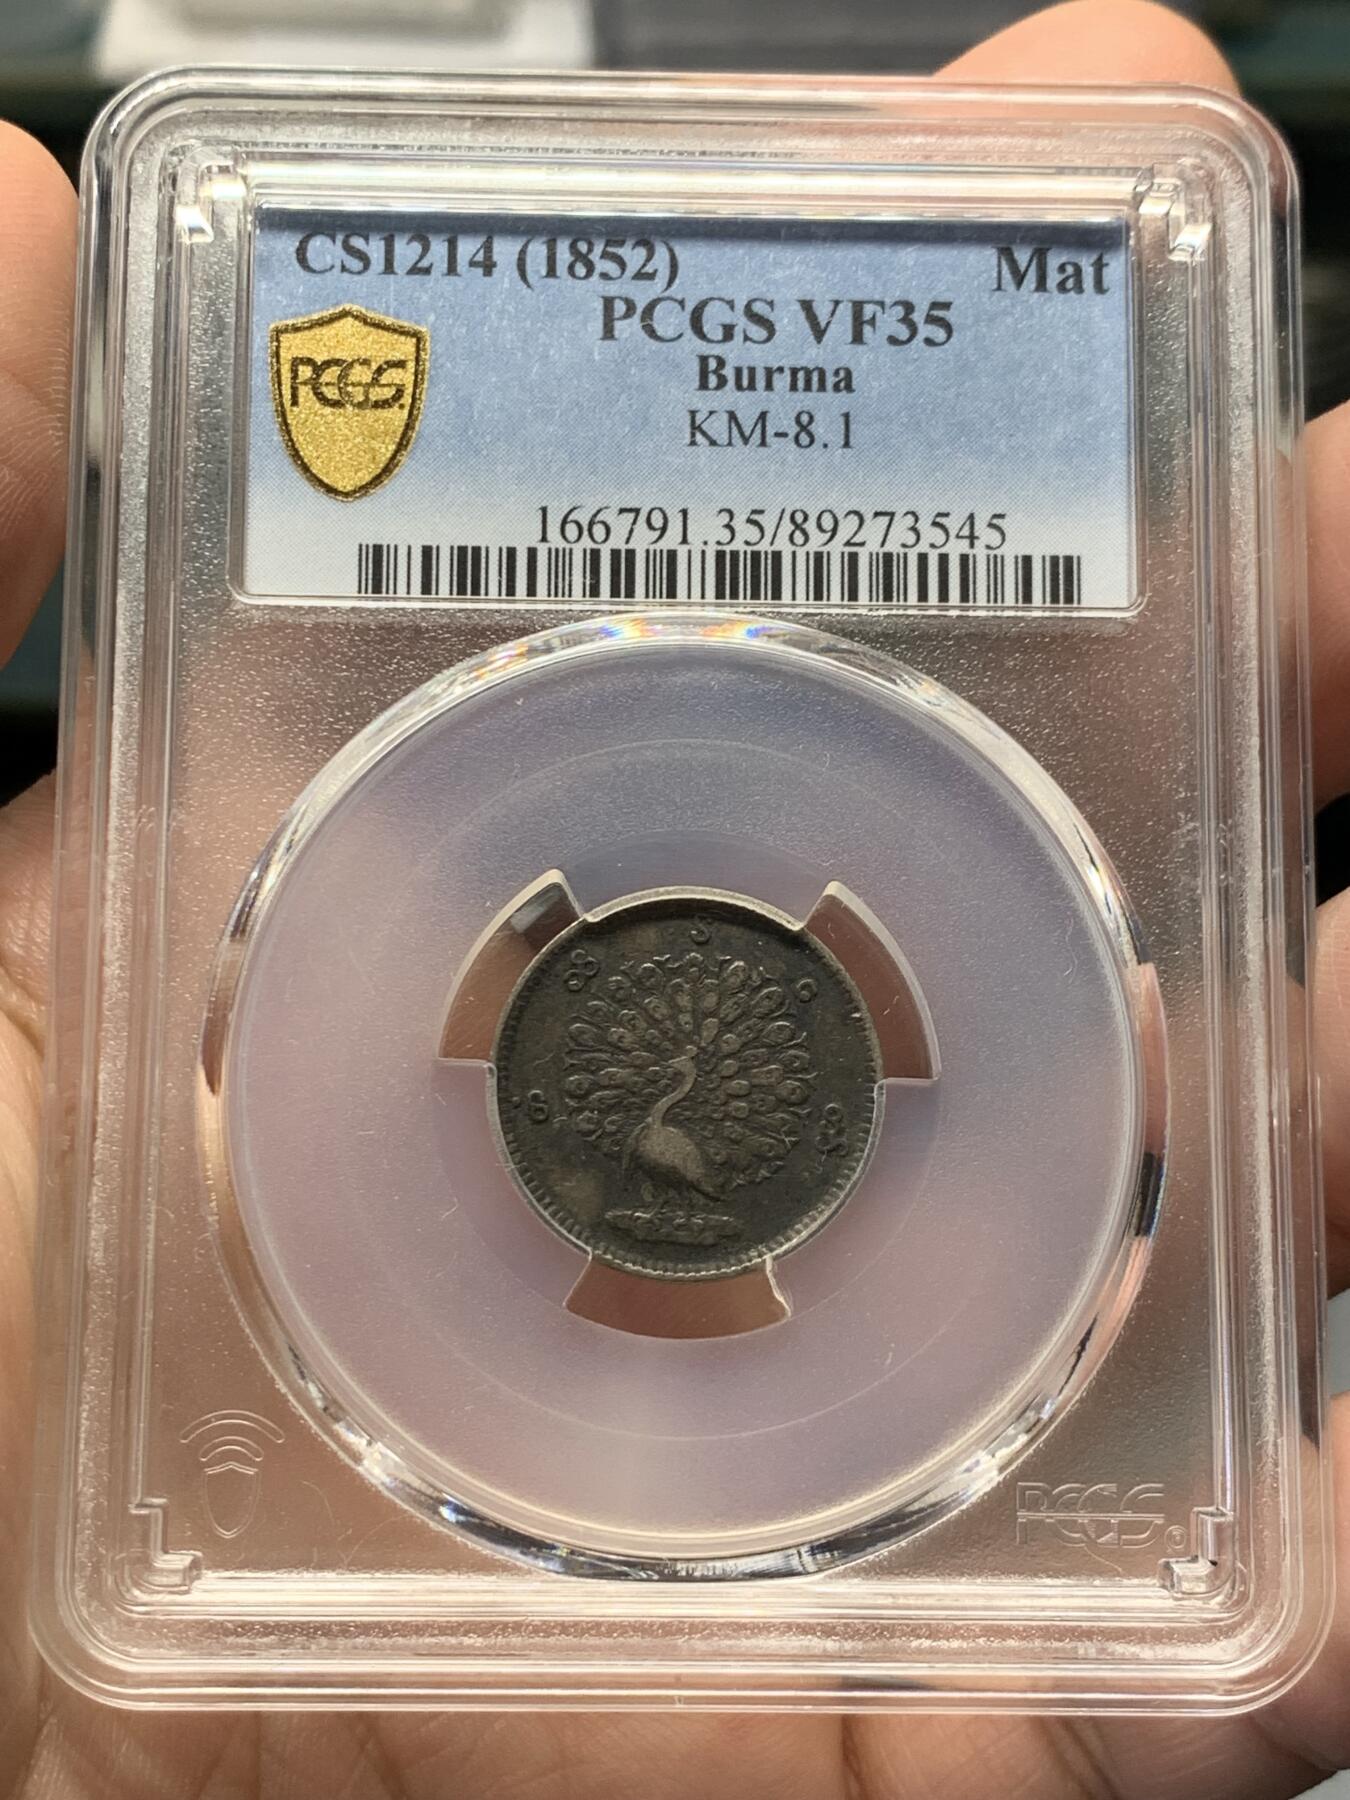 CS1214 (1852) Mat
PCGS VF35
Burma
KM-8.1
PCGS
166791.35/89273545
PCGS